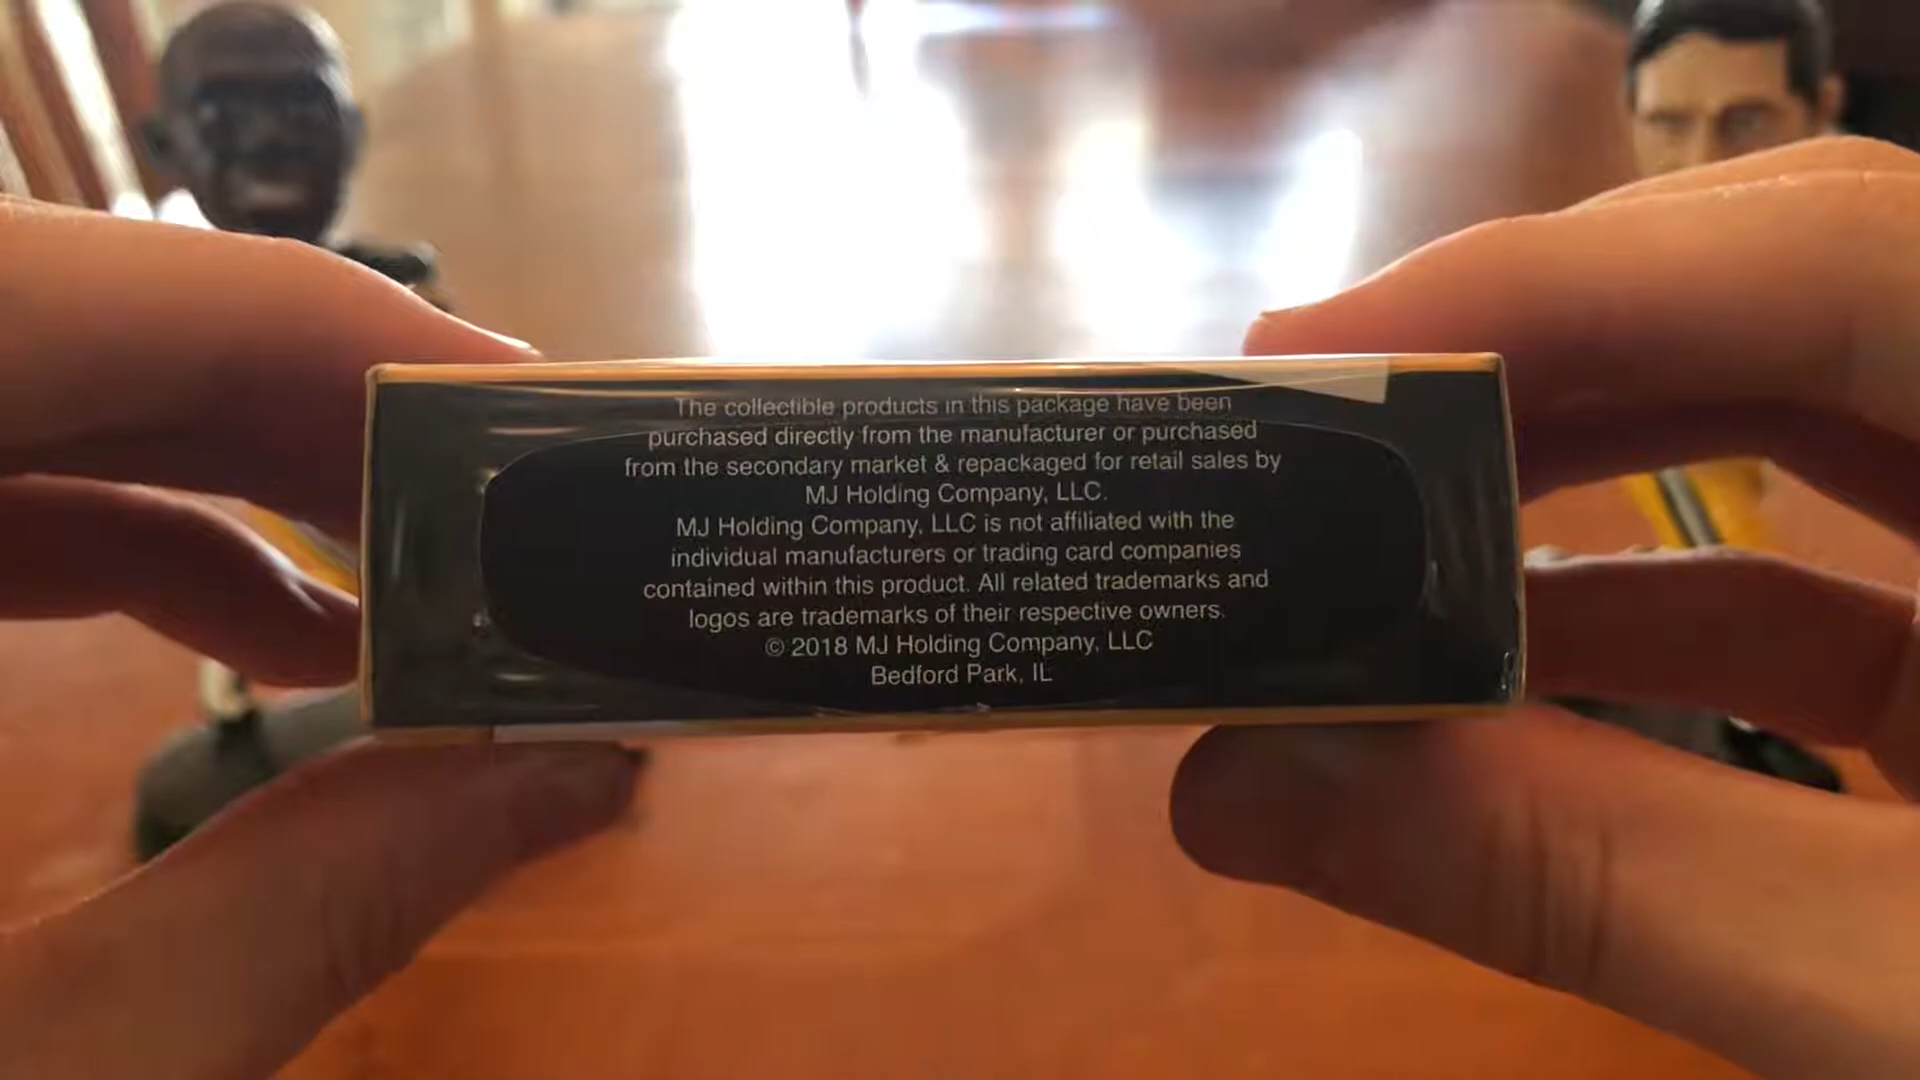 The collectible products in this package have been
purchased directly from the manufacturer or purchased
from the secondary market & repackaged for retail sales by
MJ Holding Company, LLC.
MJ Holding Company, LLC is not affiliated with the
individual manufacturers or trading card companies
contained within this product. All related trademarks and
logos are trademarks of their respective owners.
© 2018 MJ Holding Company, LLC
Bedford Park, IL